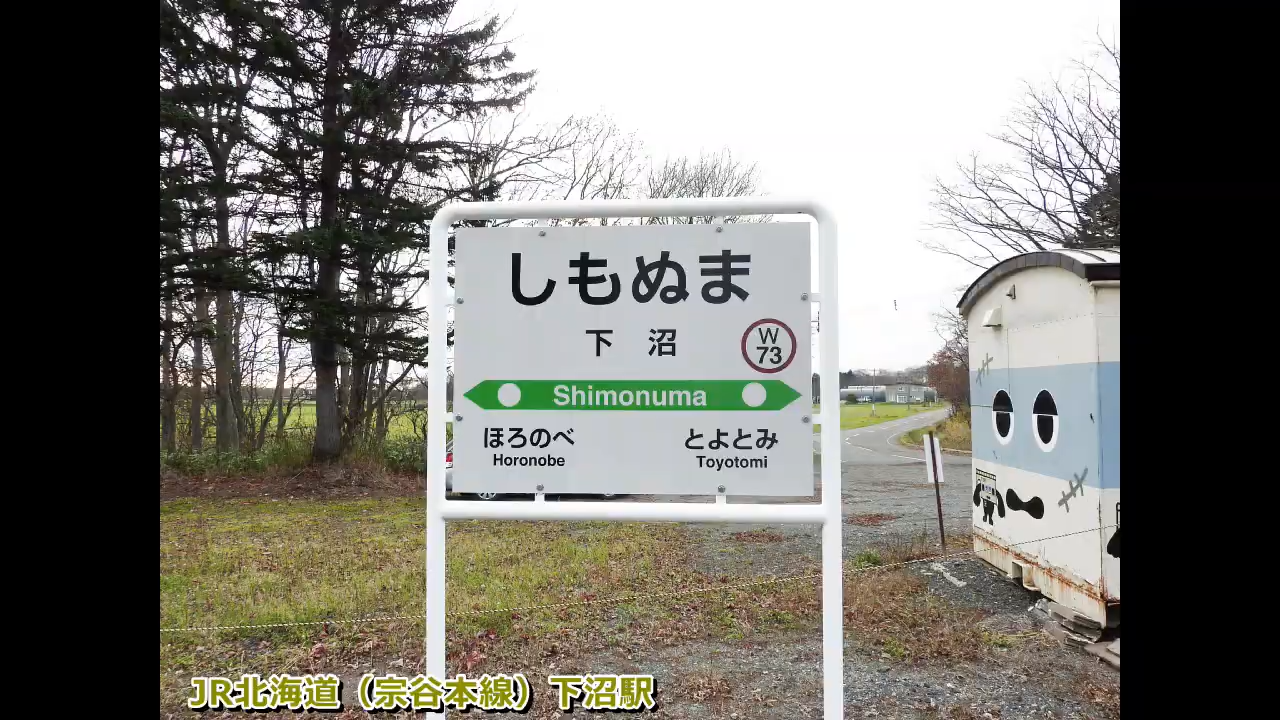 しもぬま
下 沼
W
73
Shimonuma
ほろのべ
Horonobe
とよとみ
Toyotomi
JR北海道（宗谷本線）下沼駅